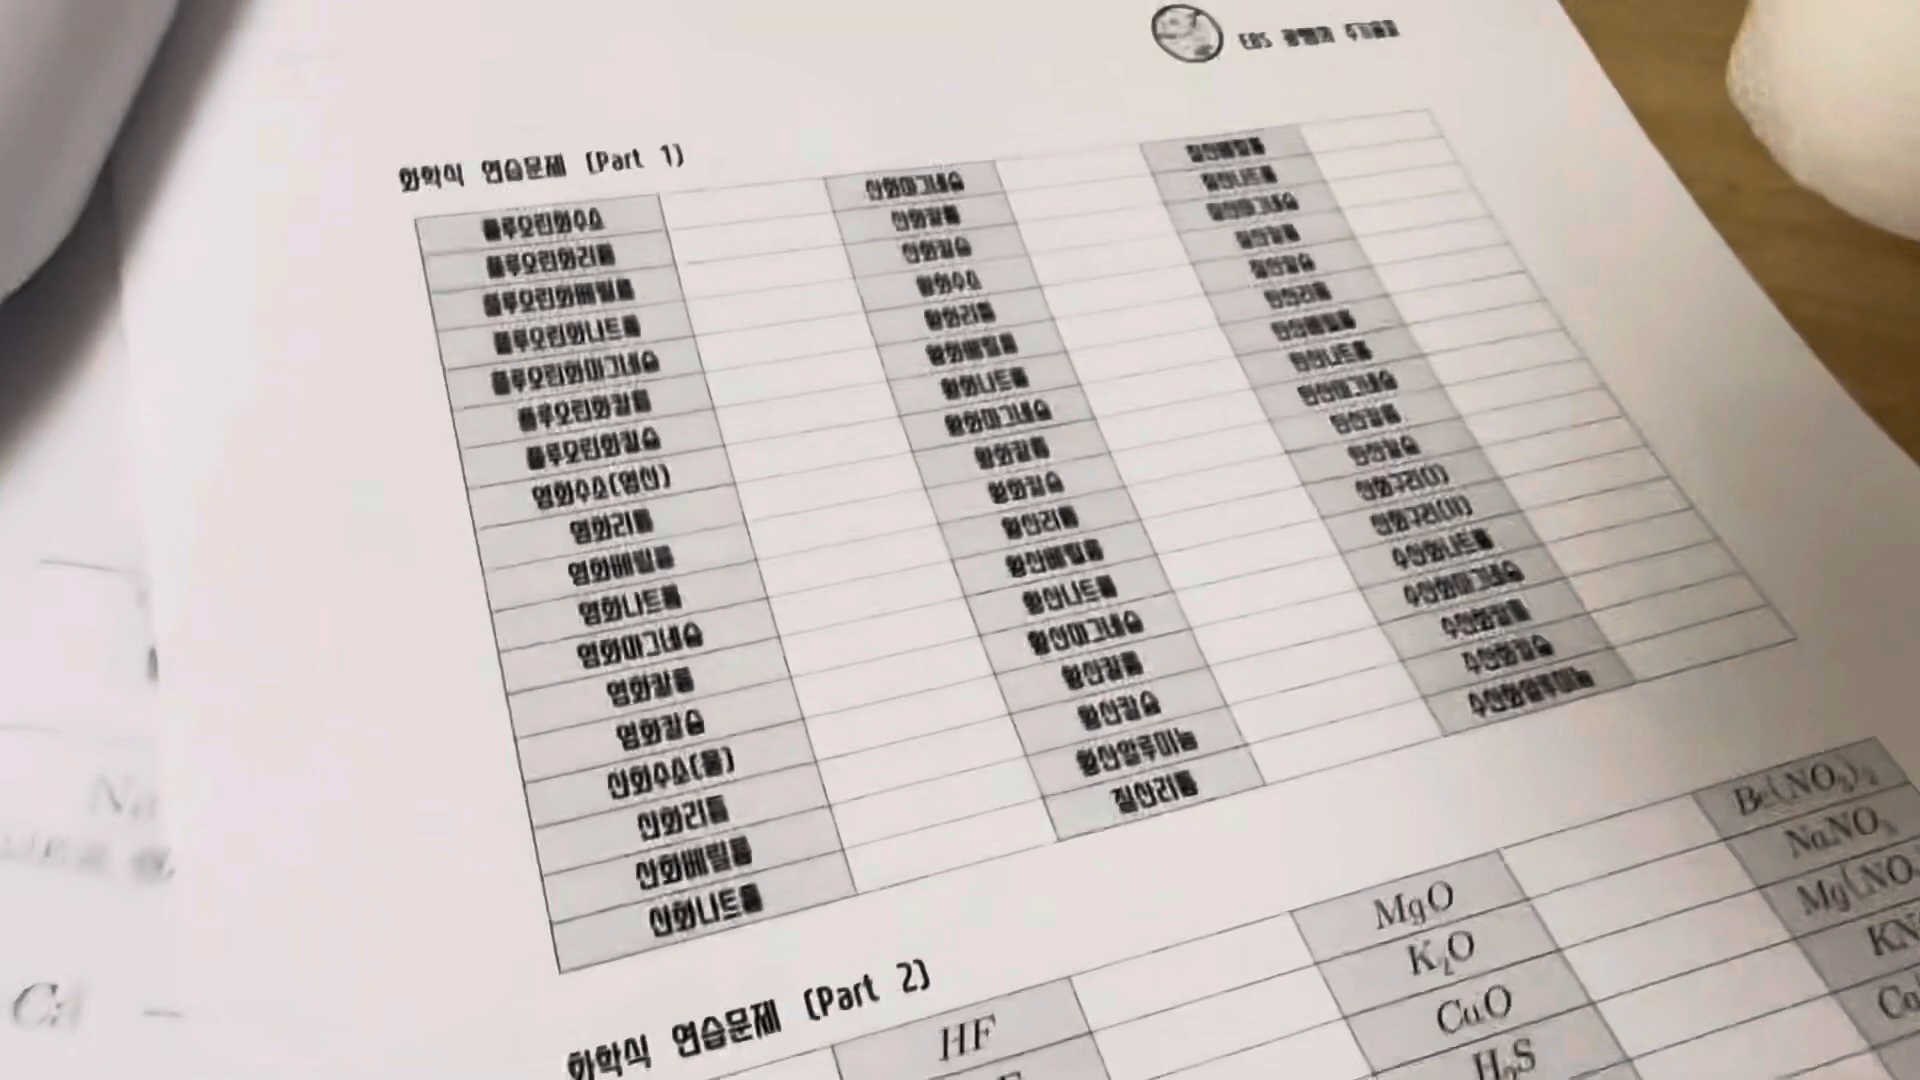 EBS
화학식 연습문제 (Part 1)
플루오린화수소
플루오린화리튬
플루오린화베릴륨
플루오린화나트륨
플루오린화마그네슘
플루오린화칼륨
플루오린화칼슘
염화수소(염산)
염화리튬
염화베릴륨
염화나트륨
염화마그네슘
염화칼륨
염화칼슘
산화수소(물)
산화리튬
산화베릴륨
산화나트륨
산화마그네슘
산화칼륨
산화칼슘
황화수소
황화리튬
황화베릴륨
황화나트륨
황화마그네슘
황화칼륨
황화칼슘
황산리튬
황산베릴륨
황산나트륨
황산마그네슘
황산칼륨
황산칼슘
황산알루미늄
질산리튬
질산베릴륨
질산나트륨
질산마그네슘
질산칼륨
질산칼슘
탄산리튬
탄산베릴륨
탄산나트륨
탄산마그네슘
탄산칼륨
탄산칼슘
산화구리(I)
산화구리(II)
수산화나트륨
수산화마그네슘
수산화칼륨
수산화칼슘
수산화알루미늄
화학식 연습문제 (Part 2)
HF
MgO
K₂O
CuO
H₂S
Be(NO₃)₂
NaNO₃
Mg(NO₃
KN
Ca
Na
Cd —